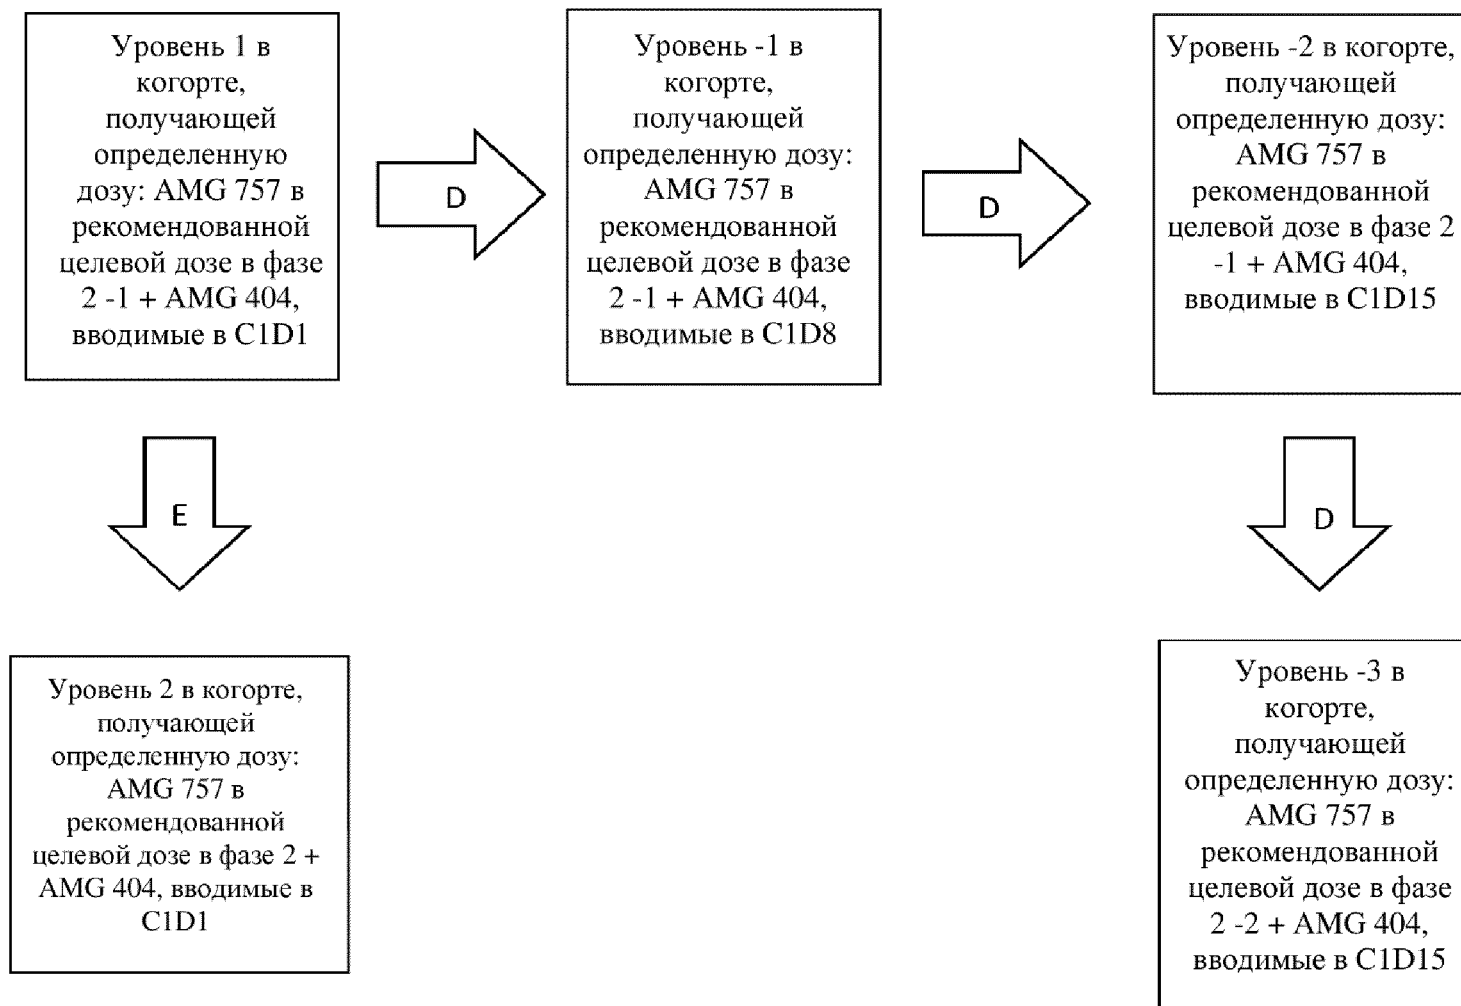 Уровень 1 в
когорте,
получающей
определенную
дозу: AMG 757 в
рекомендованной
целевой дозе в фазе
2 -1 + AMG 404,
вводимые в C1D1
D
Уровень -1 в
когорте,
получающей
определенную дозу:
AMG 757 в
рекомендованной
целевой дозе в фазе
2 -1 + AMG 404,
вводимые в C1D8
D
Уровень -2 в когорте,
получающей
определенную дозу:
AMG 757 в
рекомендованной
целевой дозе в фазе 2
-1 + AMG 404,
вводимые в C1D15
E
D
Уровень 2 в когорте,
получающей
определенную дозу:
AMG 757 в
рекомендованной
целевой дозе в фазе 2 +
AMG 404, вводимые в
C1D1
Уровень -3 в
когорте,
получающей
определенную дозу:
AMG 757 в
рекомендованной
целевой дозе в фазе
2 -2 + AMG 404,
вводимые в C1D15